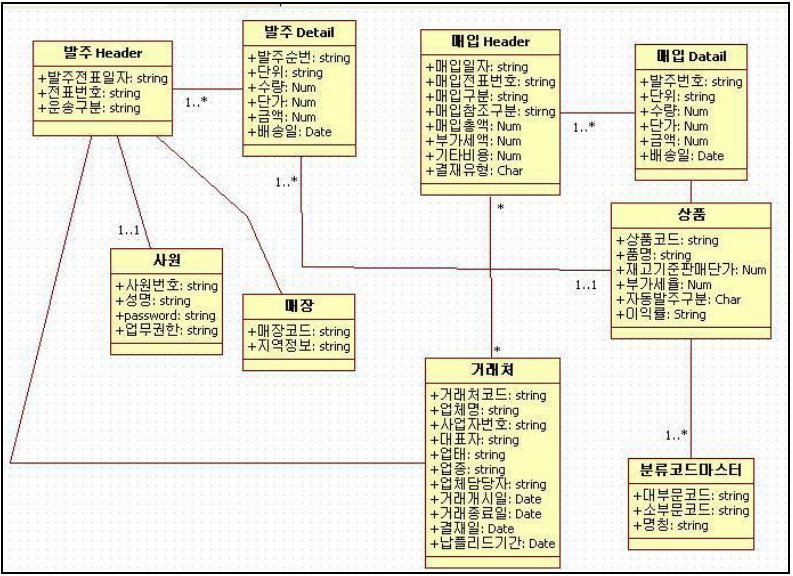 발주 Header
+발주전표일자: string
+전표번호: string
+운송구분: string
발주 Detail
+발주순번: string
+단위: string
+수량: Num
+단가: Num
+금액: Num
+배송일: Date
매입 Header
+매입일자: string
+매입전표번호: string
+매입구분: string
+매입참조구분: stirng
+매입총액: Num
+부가세액: Num
+기타비용: Num
+결재유형: Char
매입 Datail
+발주번호: string
+단위: string
+수량: Num
+단가: Num
+금액: Num
+배송일: Date
1..*
1..*
1..*
*
1..1
1..1
*
1..*
사원
+사원번호: string
+성명: string
+password: string
+업무권한: string
매장
+매장코드: string
+지역정보: string
상품
+상품코드: string
+품명: string
+재고기준판매단가: Num
+부가세율: Num
+자동발주구분: Char
+이익률: String
거래처
+거래처코드: string
+업체명: string
+사업자번호: string
+대표자: string
+업태: string
+업종: string
+업체담당자: string
+거래개시일: Date
+거래종료일: Date
+결재일: Date
+납플리드기간: Date
분류코드마스터
+대부문코드: string
+소부문코드: string
+명칭: string